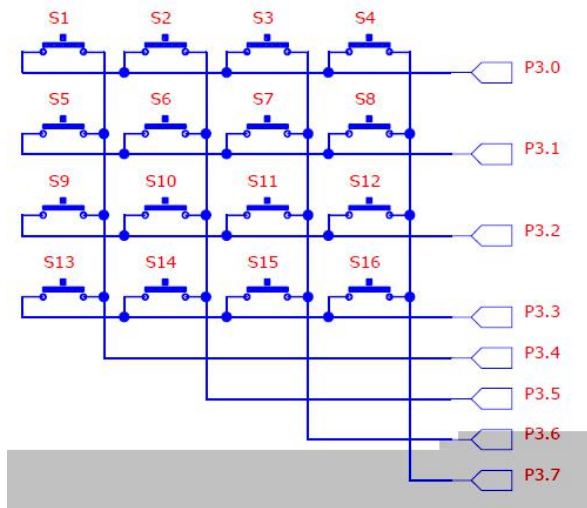 S1 S2 S3 S4
P3.0
S5 S6 S7 S8
P3.1
S9 S10 S11 S12
P3.2
S13 S14 S15 S16
P3.3
P3.4
P3.5
P3.6
P3.7